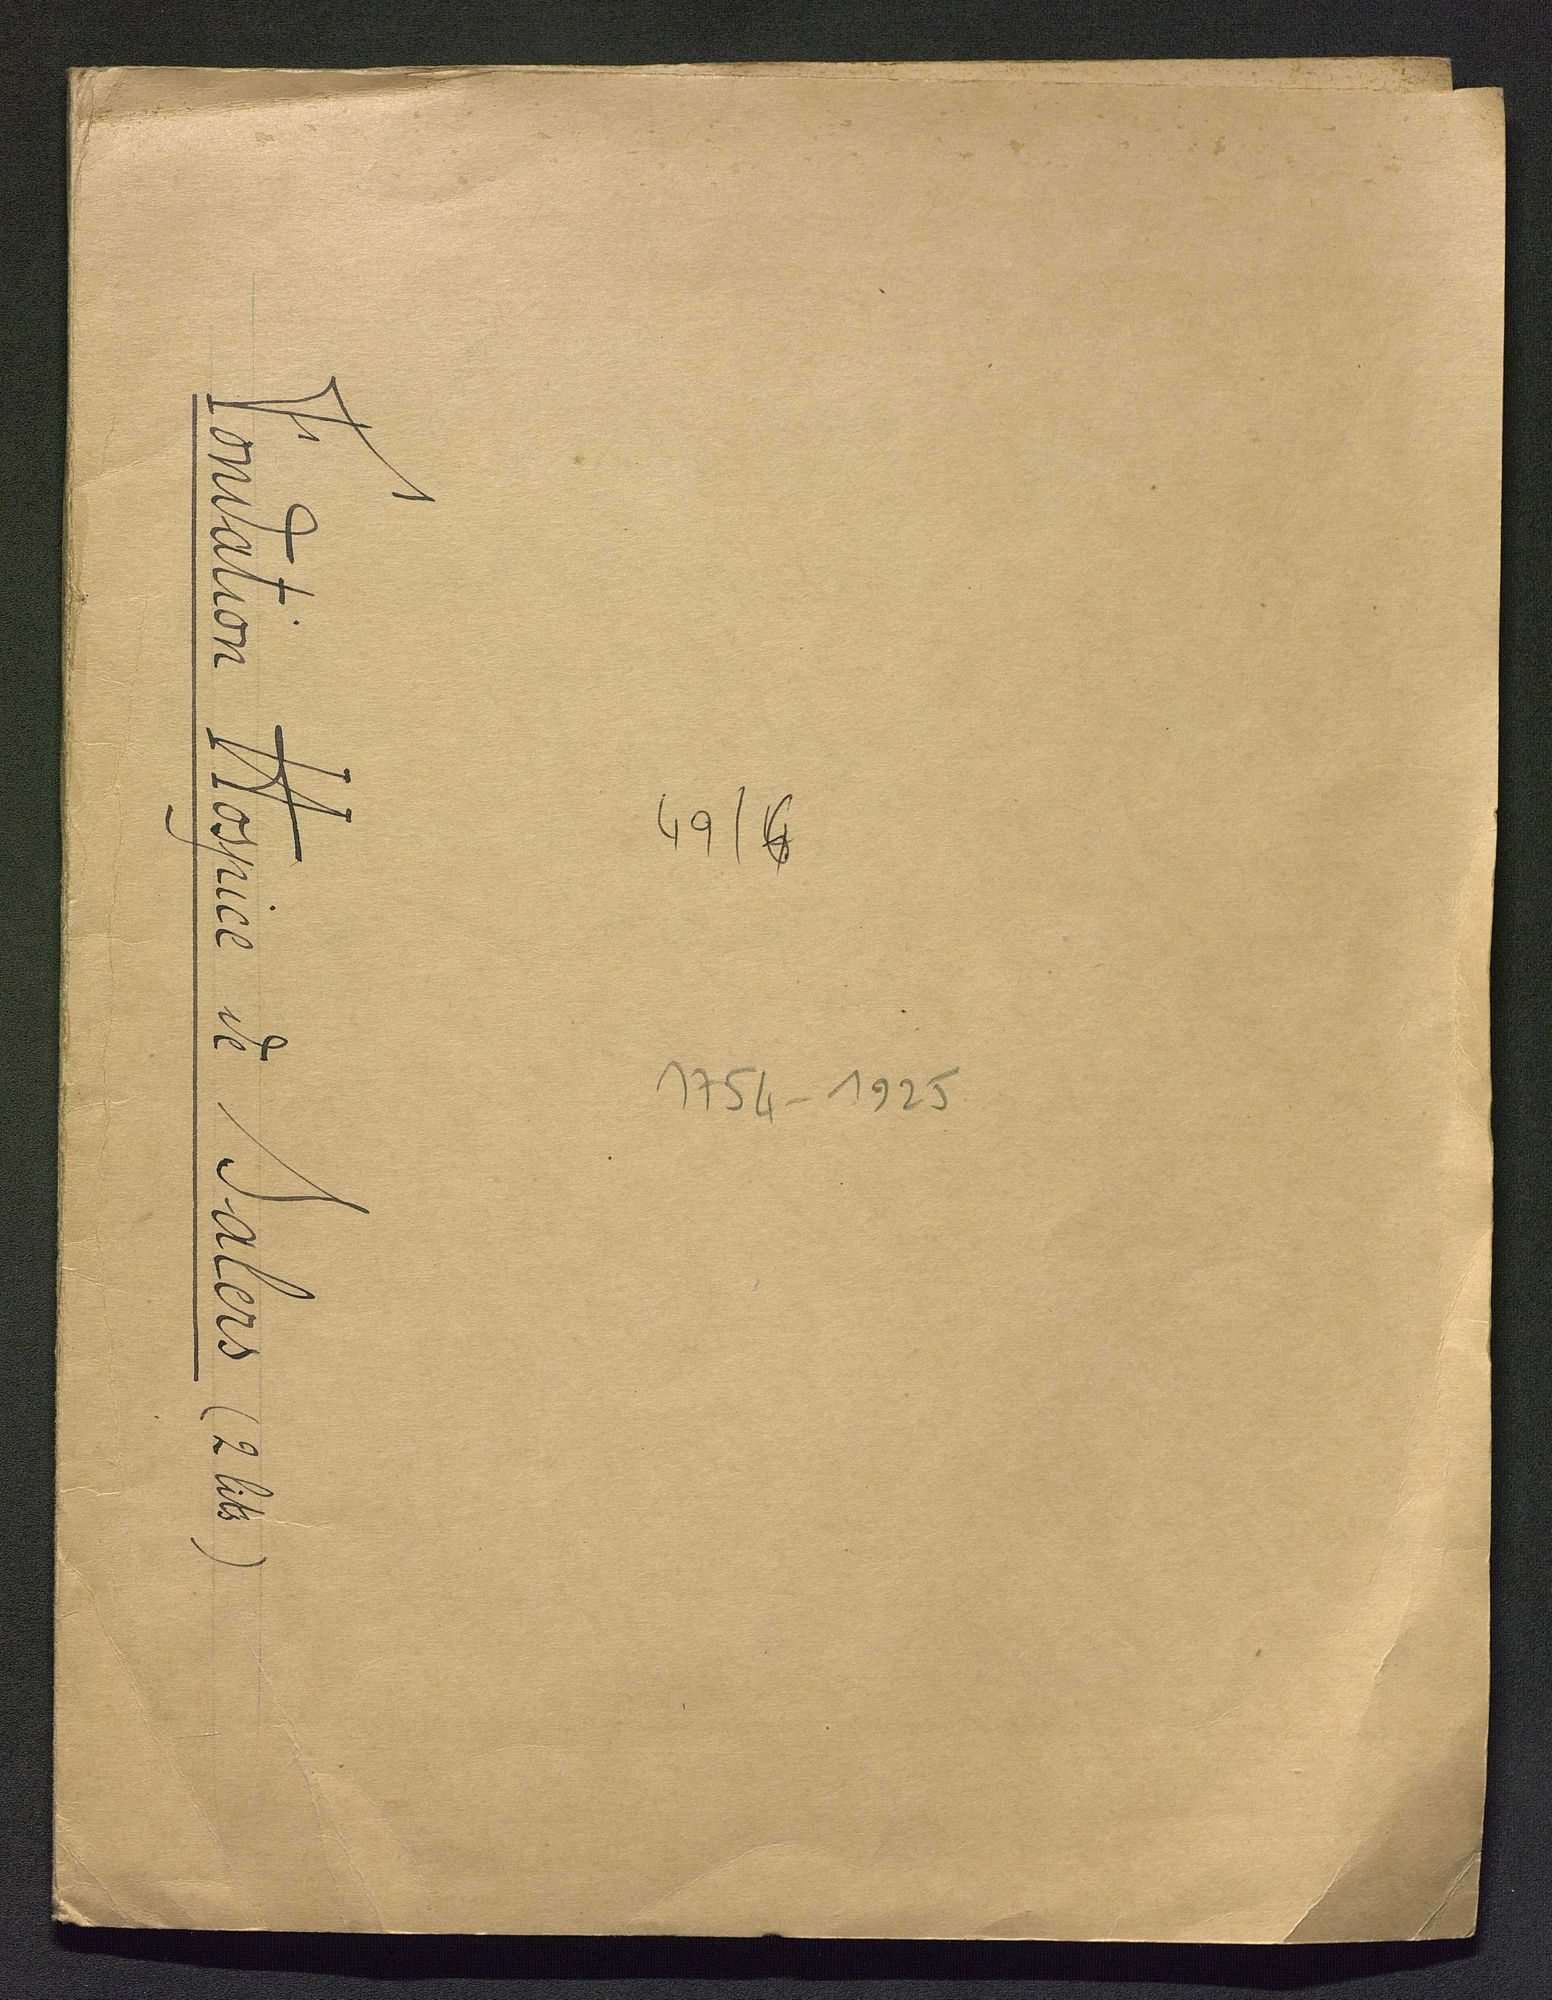 Fondation Hospice de Salers (2 lits)
49/6
1754-1925